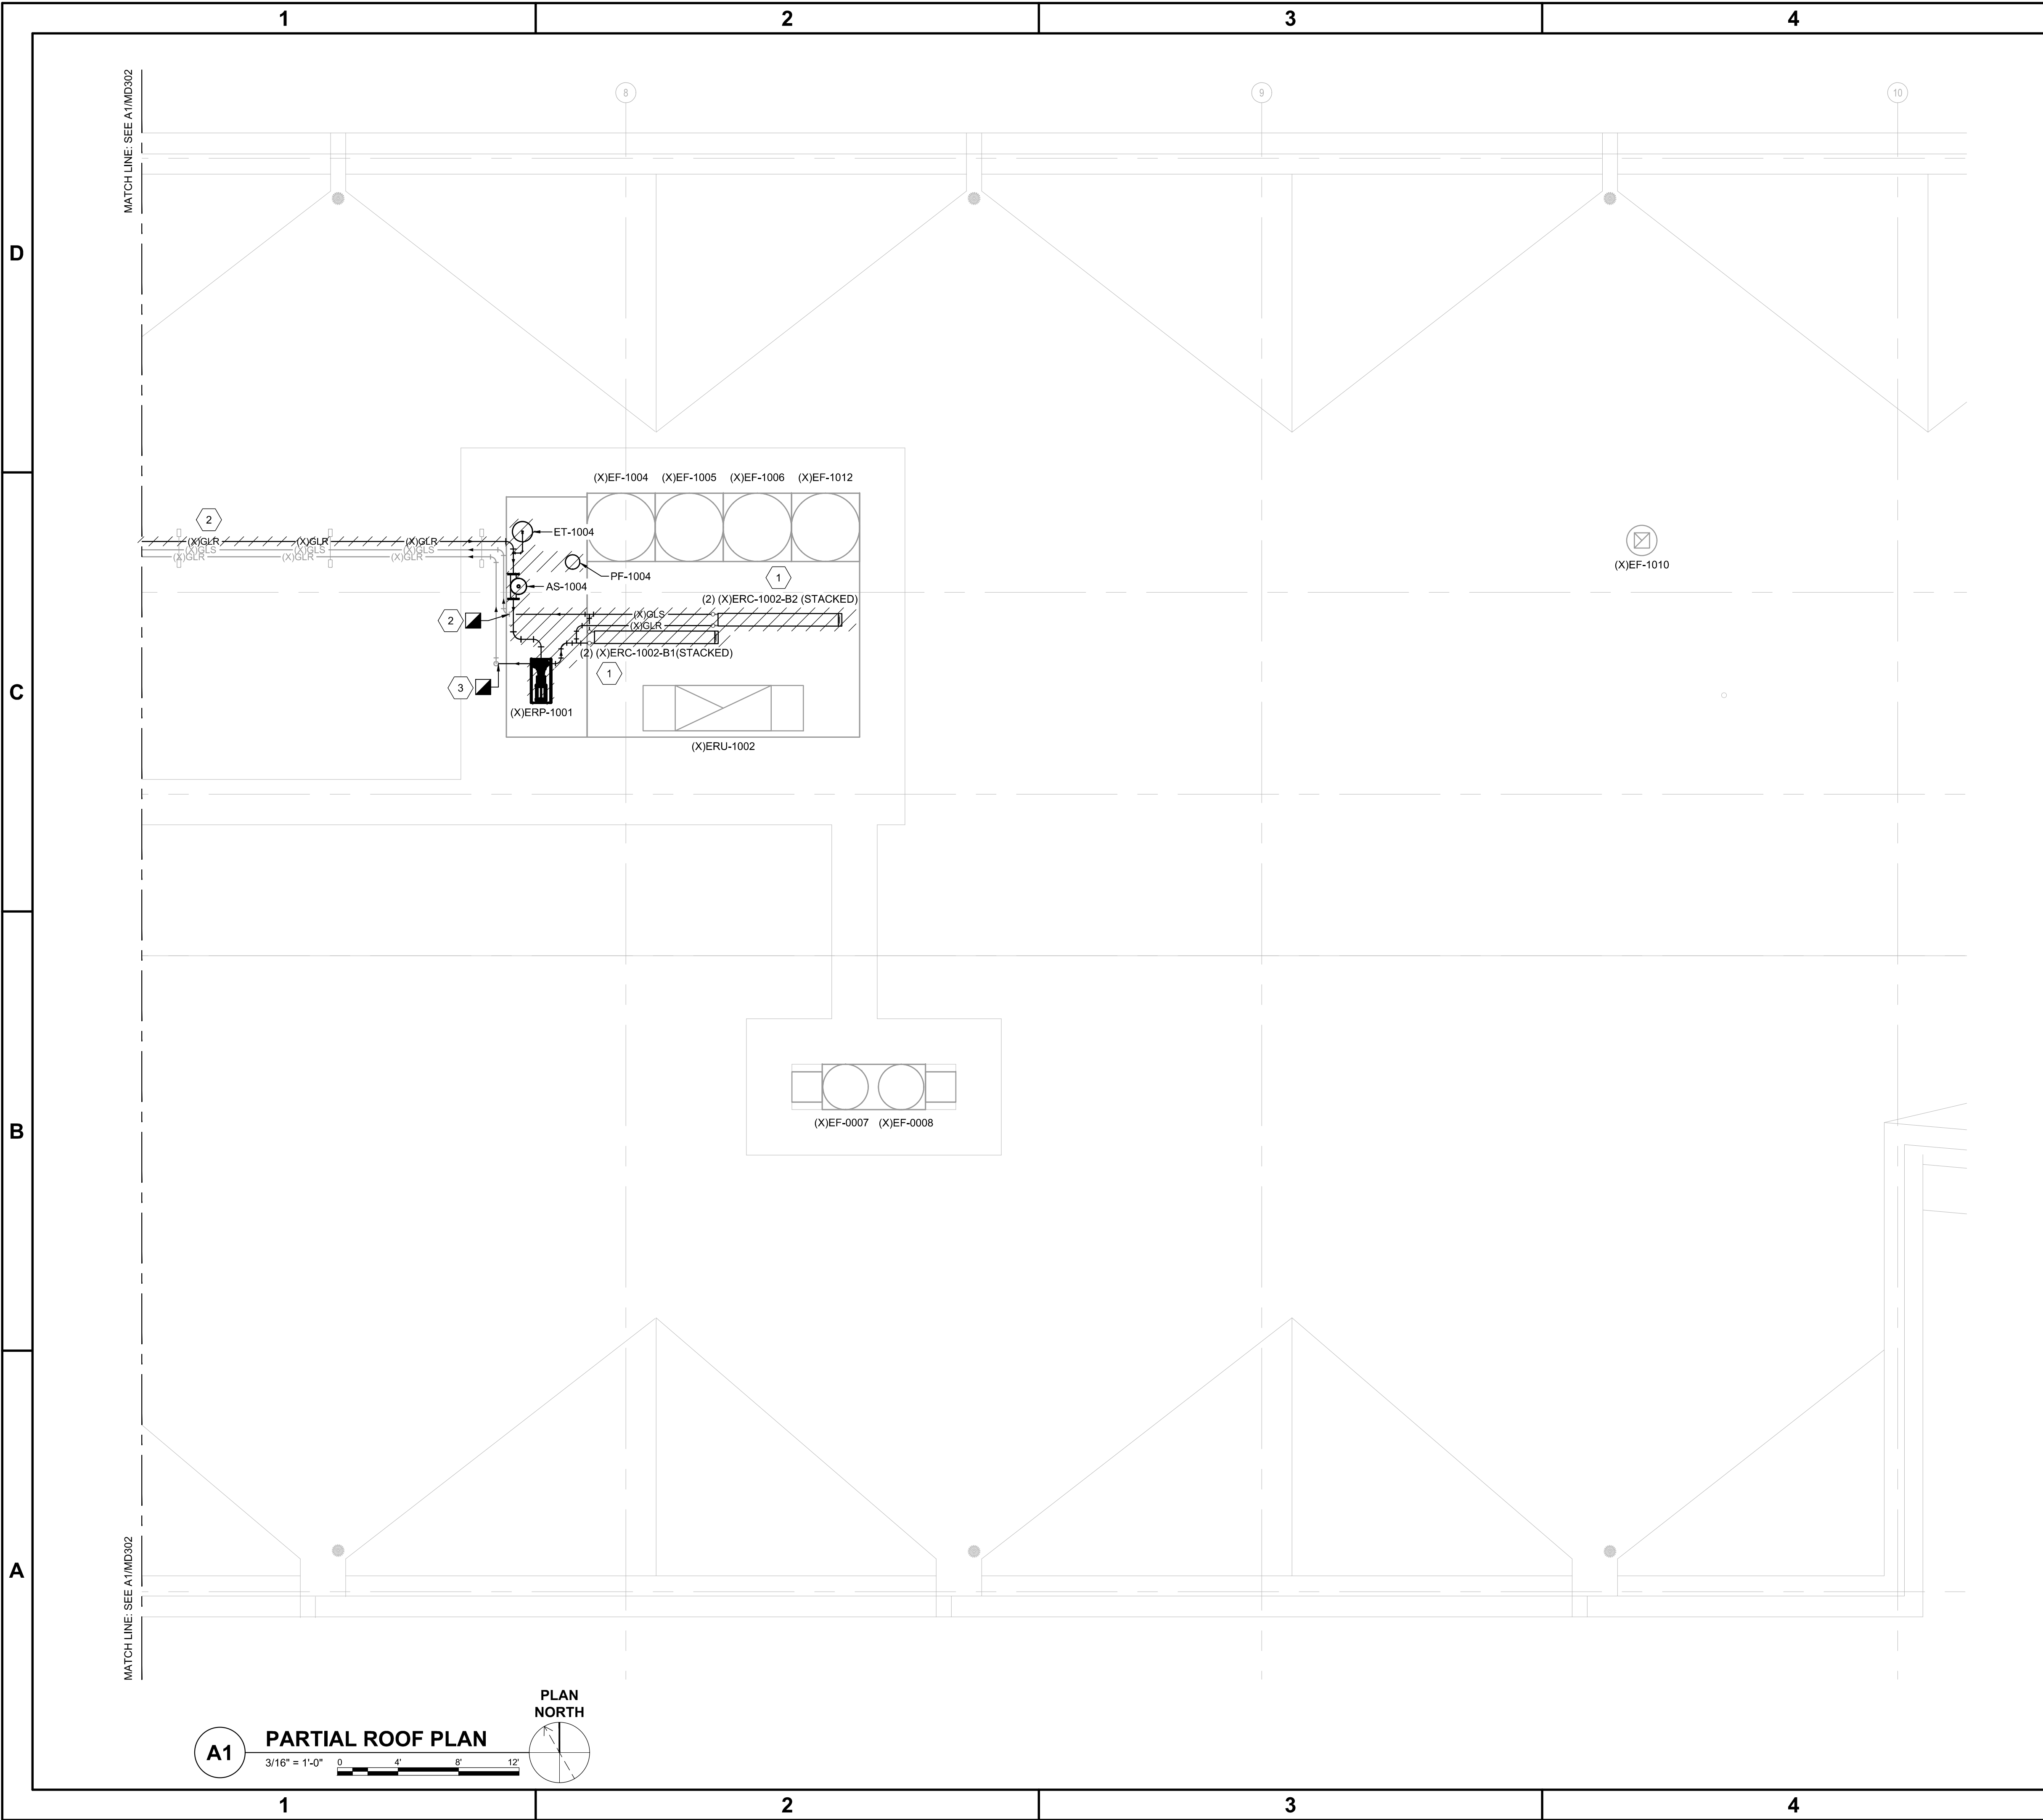 1 2 3 4
MATCH LINE: SEE A1/MD302
8 9 10
D
(X)EF-1004 (X)EF-1005 (X)EF-1006 (X)EF-1012
2
ET-1004
(X)GLR (X)GLR (X)GLR
(X)GLS (X)GLS (X)GLS
(X)GLR (X)GLR (X)GLR
(X)EF-1010
PF-1004
1
AS-1004
(2) (X)ERC-1002-B2 (STACKED)
2
(X)GLS
(X)GLR
(2) (X)ERC-1002-B1(STACKED)
1
3
C
(X)ERP-1001
(X)ERU-1002
B
(X)EF-0007 (X)EF-0008
A
MATCH LINE: SEE A1/MD302
PLAN
NORTH
A1
PARTIAL ROOF PLAN
3/16" = 1'-0" 0 4' 8' 12'
1 2 3 4